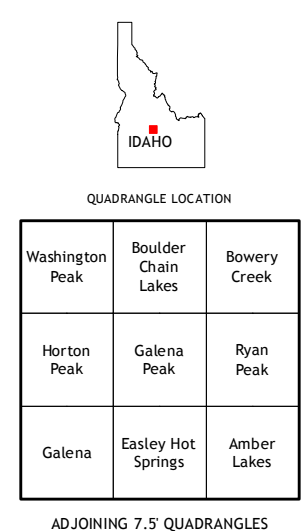 IDAHO
QUADRANGLE LOCATION
Washington
Peak
Boulder
Chain
Lakes
Bowery
Creek
Horton
Peak
Galena
Peak
Ryan
Peak
Galena
Easley Hot
Springs
Amber
Lakes
ADJOINING 7.5' QUADRANGLES